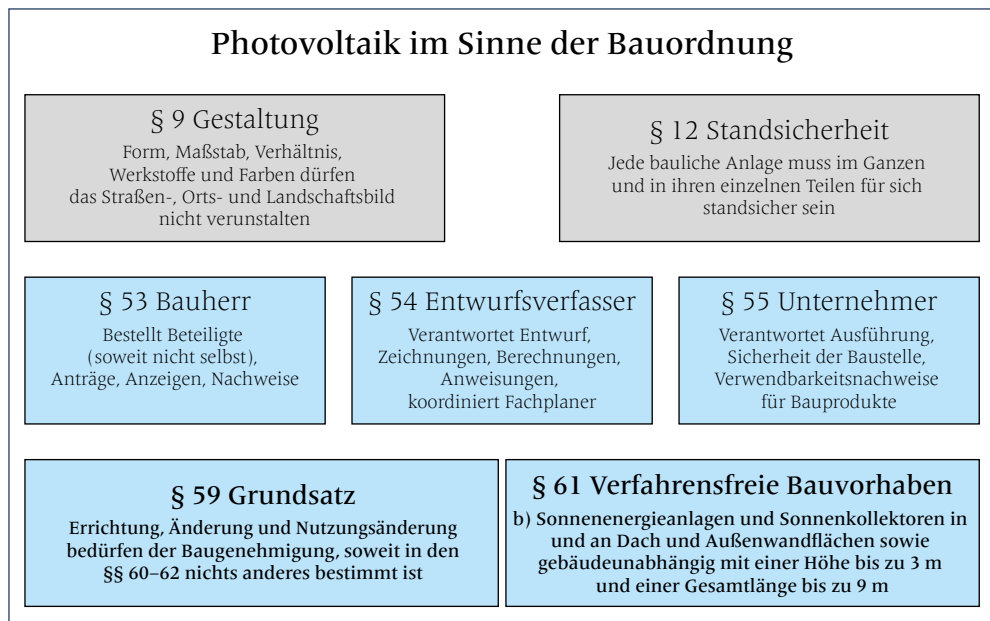 Photovoltaik im Sinne der Bauordnung
§ 9 Gestaltung
Form, Maßstab, Verhältnis,
Werkstoffe und Farben dürfen
das Straßen-, Orts- und Landschaftsbild
nicht verunstalten
§ 12 Standsicherheit
Jede bauliche Anlage muss im Ganzen
und in ihren einzelnen Teilen für sich
standsicher sein
§ 53 Bauherr
Bestellt Beteiligte
(soweit nicht selbst),
Anträge, Anzeigen, Nachweise
§ 54 Entwurfsverfasser
Verantwortet Entwurf,
Zeichnungen, Berechnungen,
Anweisungen,
koordiniert Fachplaner
§ 55 Unternehmer
Verantwortet Ausführung,
Sicherheit der Baustelle,
Verwendbarkeitsnachweise
für Bauprodukte
§ 59 Grundsatz
Errichtung, Änderung und Nutzungsänderung
bedürfen der Baugenehmigung, soweit in den
§§ 60–62 nichts anderes bestimmt ist
§ 61 Verfahrensfreie Bauvorhaben
b) Sonnenenergieanlagen und Sonnenkollektoren in
und an Dach und Außenwandflächen sowie
gebäudeunabhängig mit einer Höhe bis zu 3 m
und einer Gesamtlänge bis zu 9 m